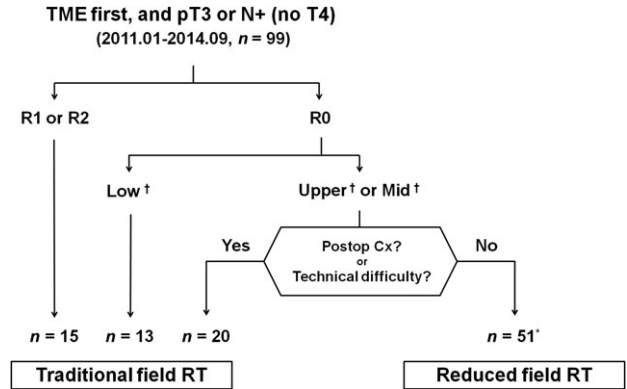 TME first, and pT3 or N+ (no T4)
(2011.01-2014.09, n = 99)
R1 or R2
R0
Low †
Upper † or Mid †
Yes
Postop Cx?
or
Technical difficulty?
No
n = 15
n = 13
n = 20
n = 51*
Traditional field RT
Reduced field RT